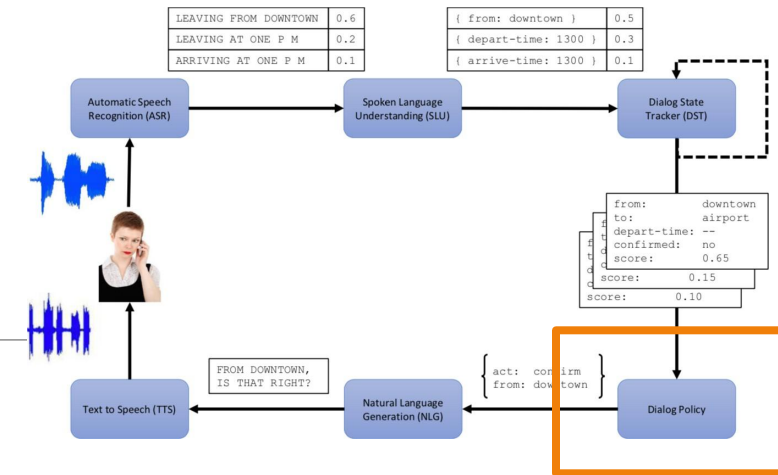 LEAVING FROM DOWNTOWN 0.6
LEAVING AT ONE P M 0.2
ARRIVING AT ONE P M 0.1
{ from: downtown } 0.5
{ depart-time: 1300 } 0.3
{ arrive-time: 1300 } 0.1
Automatic Speech
Recognition (ASR)
Spoken Language
Understanding (SLU)
Dialog State
Tracker (DST)
from: downtown
to: airport
depart-time: --
confirmed: no
score: 0.65
score: 0.15
score: 0.10
act: confirm
from: downtown
FROM DOWNTOWN,
IS THAT RIGHT?
Text to Speech (TTS)
Natural Language
Generation (NLG)
Dialog Policy